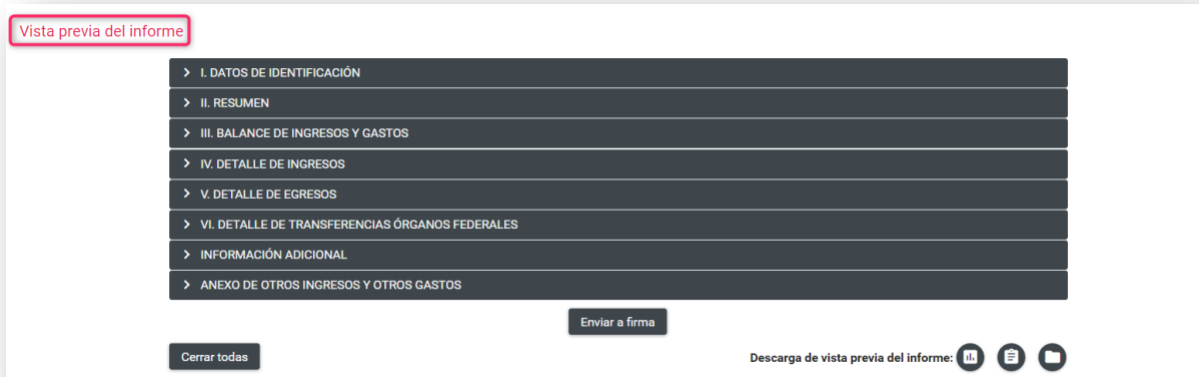 Vista previa del informe
I. DATOS DE IDENTIFICACIÓN
II. RESUMEN
III. BALANCE DE INGRESOS Y GASTOS
IV. DETALLE DE INGRESOS
V. DETALLE DE EGRESOS
VI. DETALLE DE TRANSFERENCIAS ÓRGANOS FEDERALES
INFORMACIÓN ADICIONAL
ANEXO DE OTROS INGRESOS Y OTROS GASTOS
Enviar a firma
Cerrar todas
Descarga de vista previa del informe: